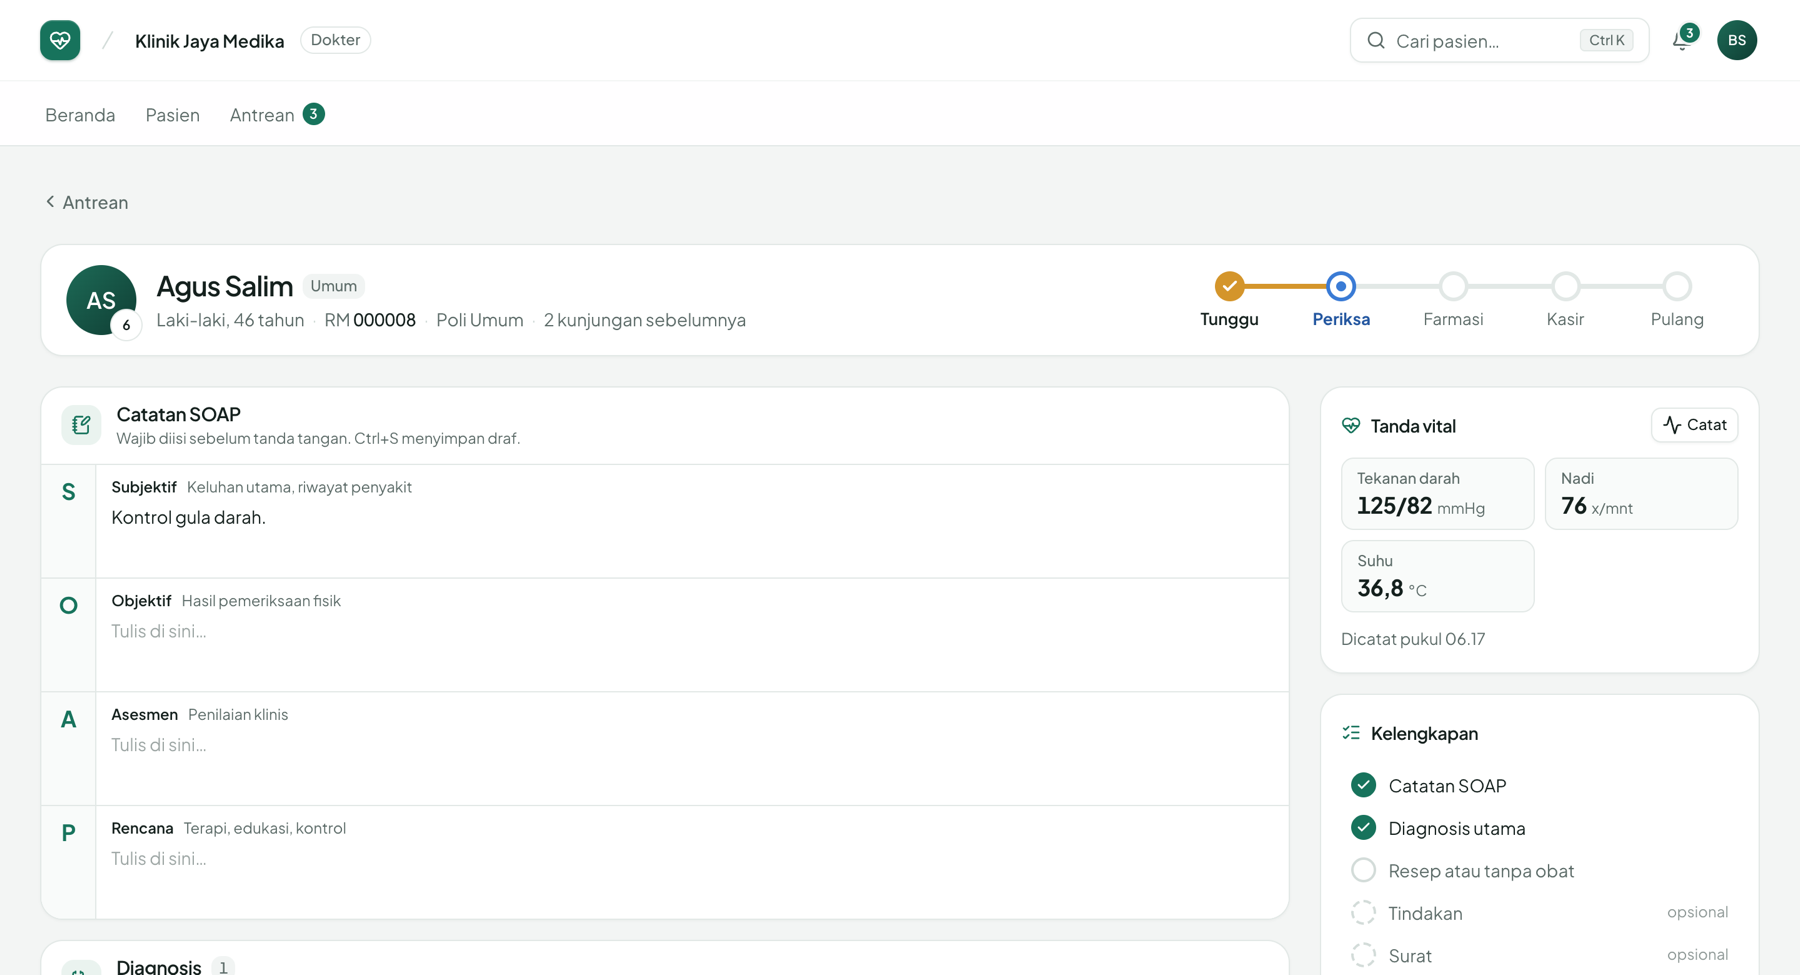 / Klinik Jaya Medika Dokter
Cari pasien... Ctrl K 3 BS
Beranda Pasien Antrean 3
Antrean
AS 6
Agus Salim Umum
Laki-laki, 46 tahun · RM 000008 · Poli Umum · 2 kunjungan sebelumnya
Tunggu Periksa Farmasi Kasir Pulang
Catatan SOAP
Wajib diisi sebelum tanda tangan. Ctrl+S menyimpan draf.
S
Subjektif Keluhan utama, riwayat penyakit
Kontrol gula darah.
O
Objektif Hasil pemeriksaan fisik
Tulis di sini...
A
Asesmen Penilaian klinis
Tulis di sini...
P
Rencana Terapi, edukasi, kontrol
Tulis di sini...
Diagnosis 1
Tanda vital Catat
Tekanan darah
125/82 mmHg
Nadi
76 x/mnt
Suhu
36,8 °C
Dicatat pukul 06.17
Kelengkapan
Catatan SOAP
Diagnosis utama
Resep atau tanpa obat
Tindakan opsional
Surat opsional